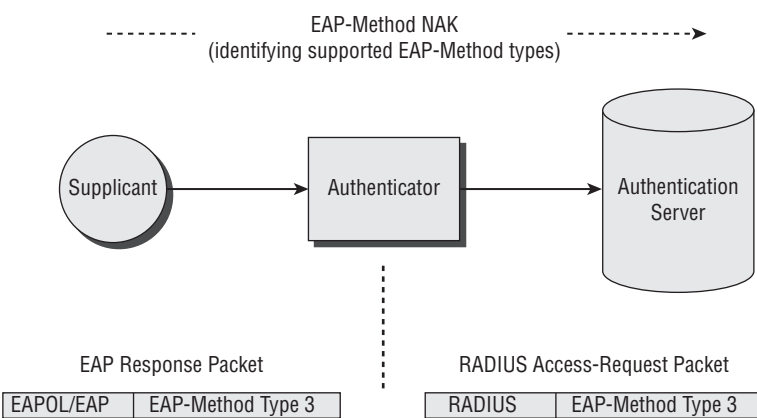 EAP-Method NAK
(identifying supported EAP-Method types)
Supplicant
Authenticator
Authentication
Server
EAP Response Packet
RADIUS Access-Request Packet
EAPOL/EAP
EAP-Method Type 3
RADIUS
EAP-Method Type 3